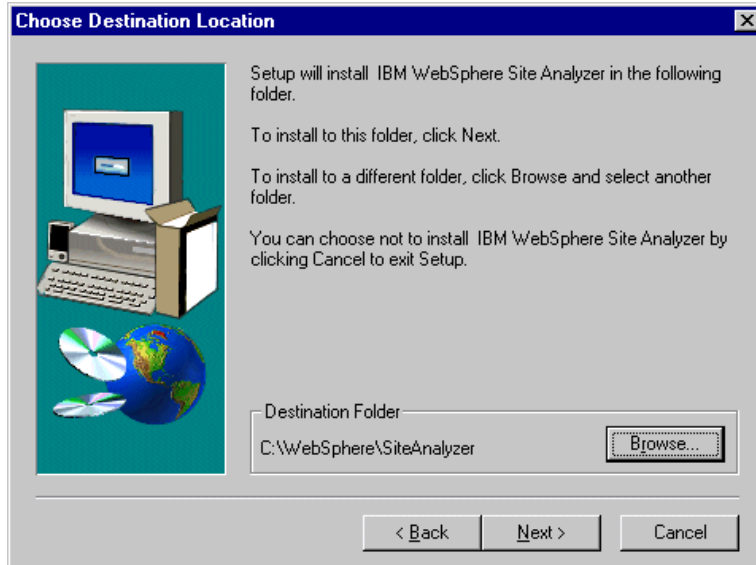 Choose Destination Location
Setup will install IBM WebSphere Site Analyzer in the following
folder.
To install to this folder, click Next.
To install to a different folder, click Browse and select another
folder.
You can choose not to install IBM WebSphere Site Analyzer by
clicking Cancel to exit Setup.
Destination Folder
C:\WebSphere\SiteAnalyzer
Browse...
< Back
Next >
Cancel